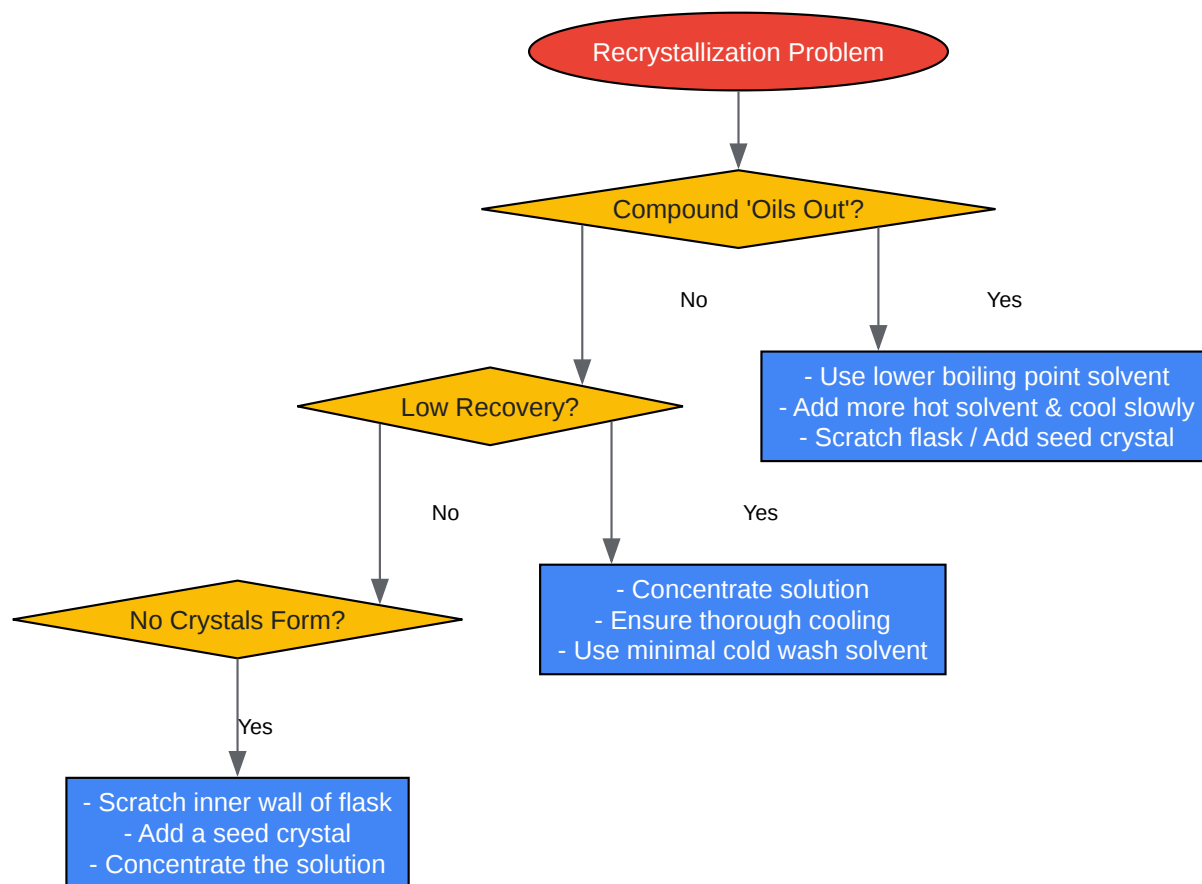 Recrystallization Problem
Compound 'Oils Out'?
No
Yes
- Use lower boiling point solvent
- Add more hot solvent & cool slowly
- Scratch flask / Add seed crystal
Low Recovery?
No
Yes
- Concentrate solution
- Ensure thorough cooling
- Use minimal cold wash solvent
No Crystals Form?
Yes
- Scratch inner wall of flask
- Add a seed crystal
- Concentrate the solution